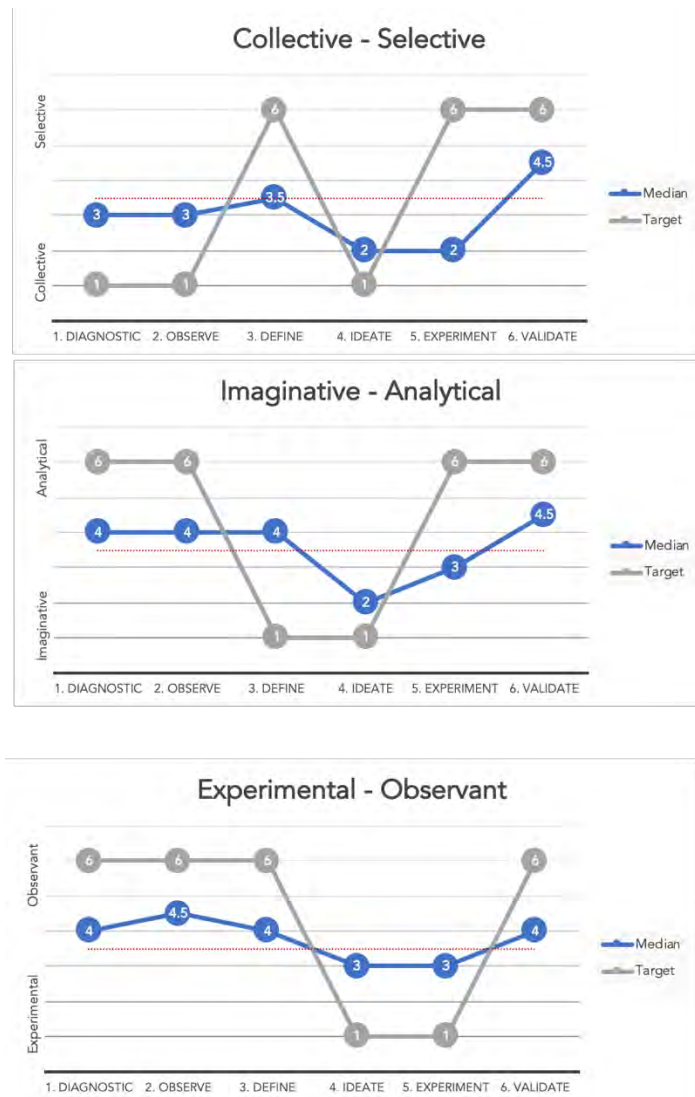 Collective - Selective
Selective
Collective
6 6 6
4.5
3 3 3.5
2 2
1 1 1
Median
Target
1. DIAGNOSTIC 2. OBSERVE 3. DEFINE 4. IDEATE 5. EXPERIMENT 6. VALIDATE
Imaginative - Analytical
Analytical
Imaginative
6 6 6 6
4.5
4 4 4
3
2
1 1
Median
Target
1. DIAGNOSTIC 2. OBSERVE 3. DEFINE 4. IDEATE 5. EXPERIMENT 6. VALIDATE
Experimental - Observant
Observant
Experimental
6 6 6 6
4 4.5 4 4
3 3
1 1
Median
Target
1. DIAGNOSTIC 2. OBSERVE 3. DEFINE 4. IDEATE 5. EXPERIMENT 6. VALIDATE